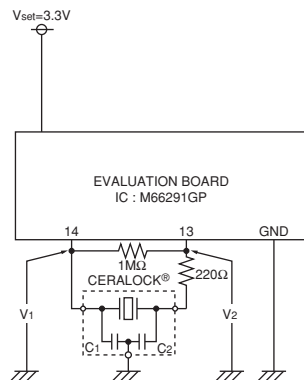 Vset=3.3V
EVALUATION BOARD
IC : M66291GP
14
13
GND
1MΩ
CERALOCK®
220Ω
V1
V2
C1
C2